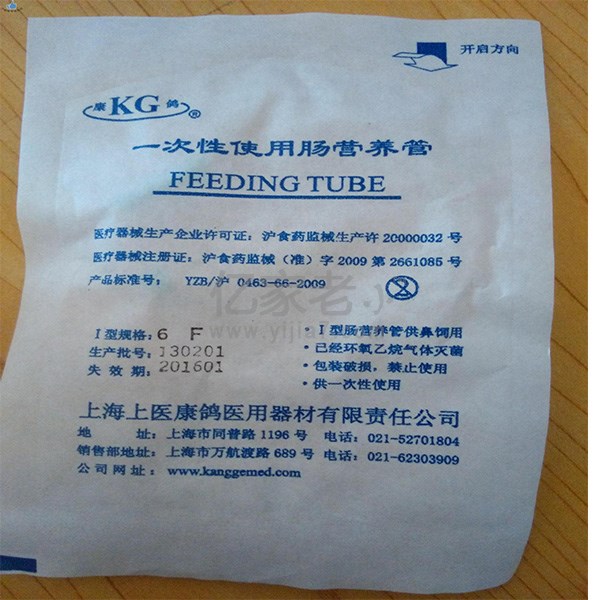 开启方向
康 KG 鸽 ®
一次性使用肠营养管
FEEDING TUBE
医疗器械生产企业许可证：沪食药监械生产许 20000032 号
医疗器械注册证：沪食药监械（准）字 2009 第 2661085 号
产品标准号： YZB/沪 0463-66-2009
亿家老小
www.yijia
I 型规格：6 F
生产批号：130201
失效期：201601
• I 型肠营养管供鼻饲用
• 已经环氧乙烷气体灭菌
• 包装破损，禁止使用
• 供一次性使用
上海上医康鸽医用器材有限责任公司
地址：上海市同普路 1196 号 电话：021-52701804
销售部地址：上海市万航渡路 689 号 电话：021-62303909
公司网址：www.kanggemed.com